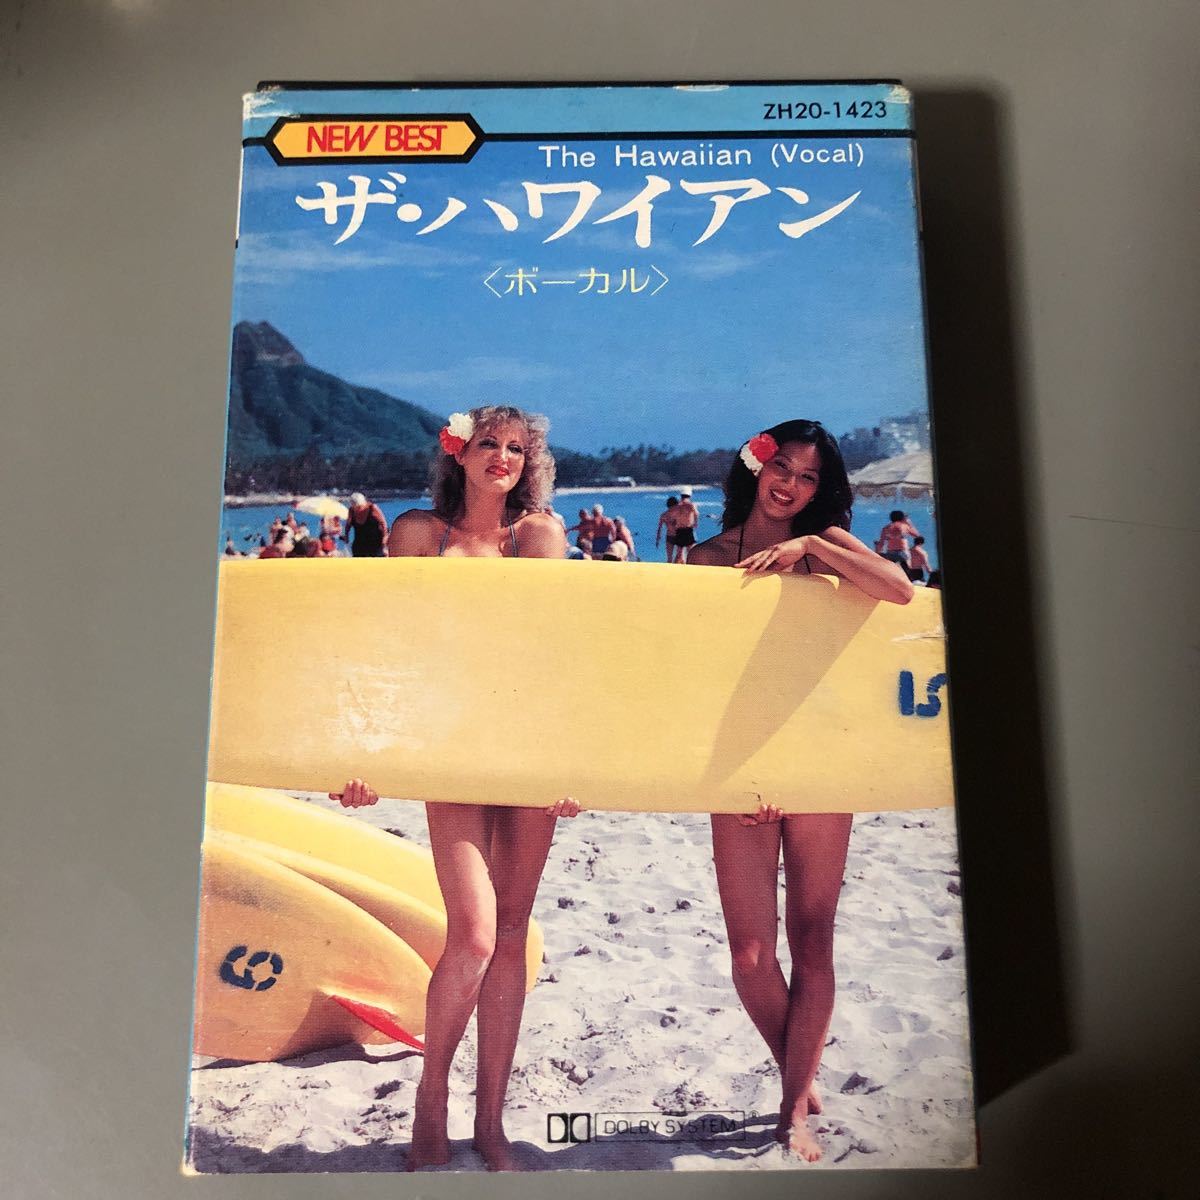 ZH20-1423
NEW BEST
The Hawaiian (Vocal)
ザ・ハワイアン
〈ボーカル〉
DOLBY SYSTEM®